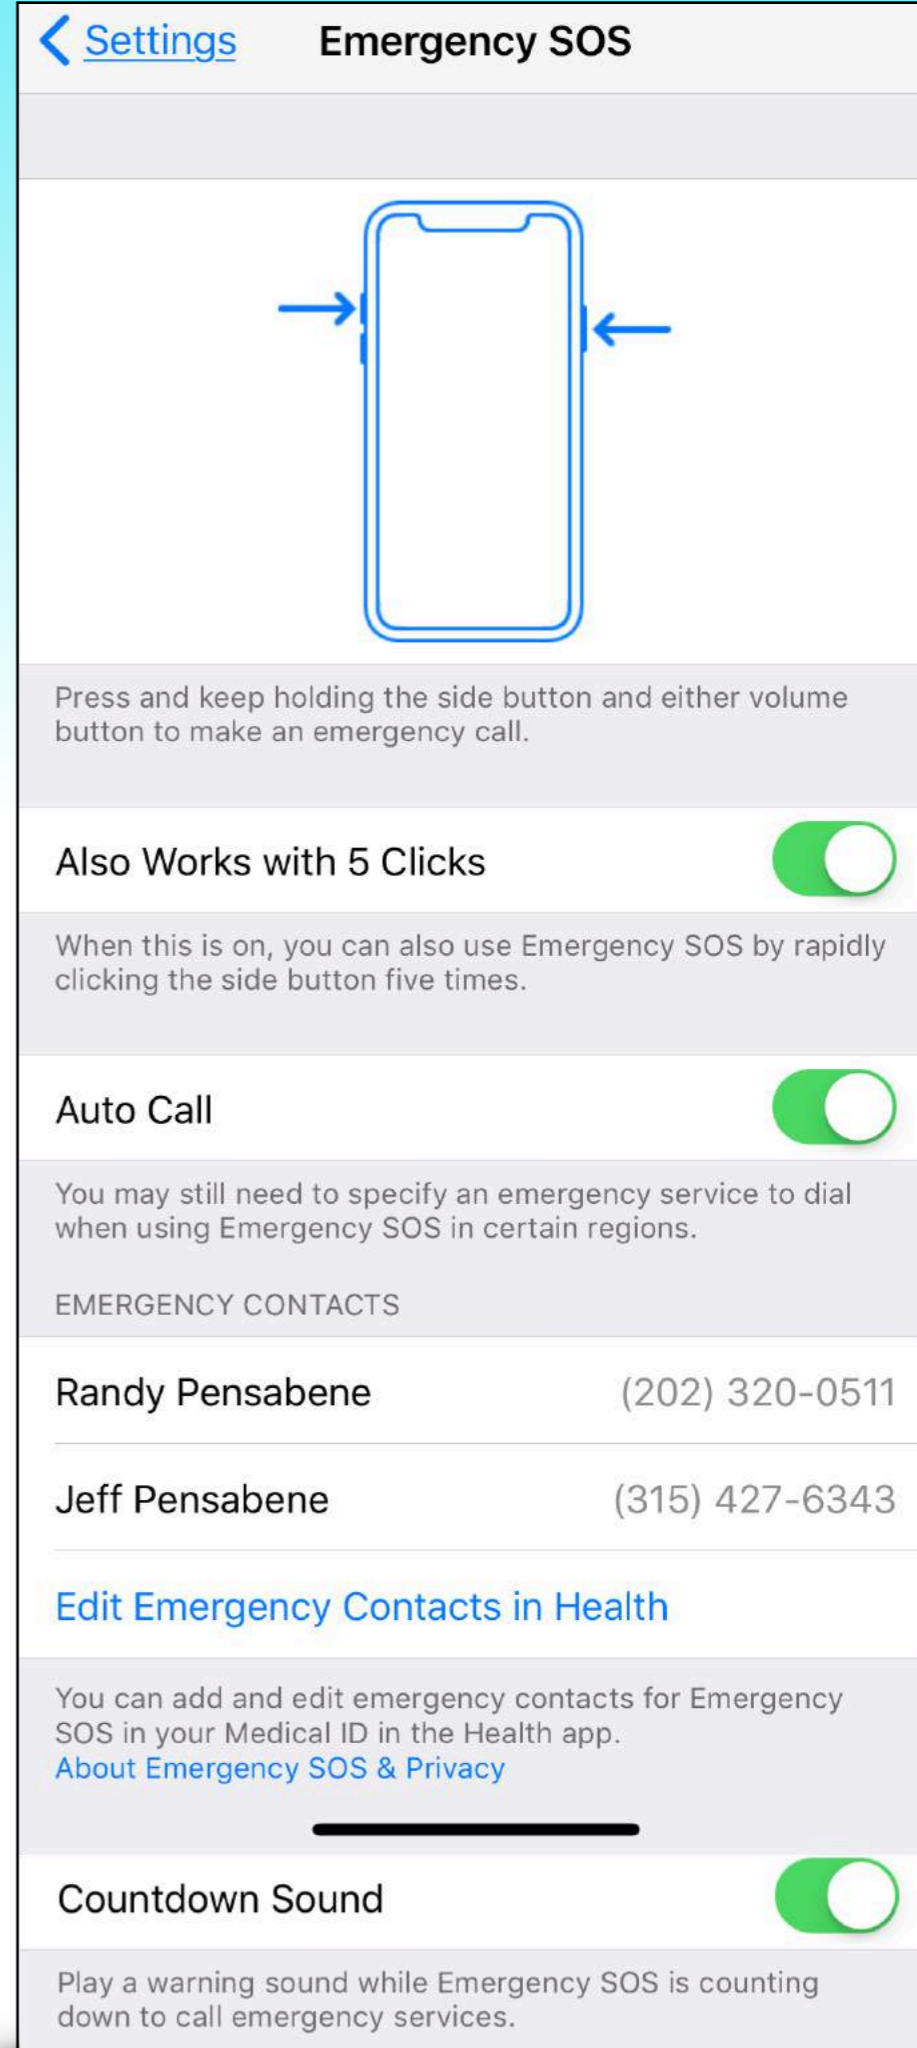 Settings Emergency SOS
Press and keep holding the side button and either volume
button to make an emergency call.
Also Works with 5 Clicks
When this is on, you can also use Emergency SOS by rapidly
clicking the side button five times.
Auto Call
You may still need to specify an emergency service to dial
when using Emergency SOS in certain regions.
EMERGENCY CONTACTS
Randy Pensabene (202) 320-0511
Jeff Pensabene (315) 427-6343
Edit Emergency Contacts in Health
You can add and edit emergency contacts for Emergency
SOS in your Medical ID in the Health app.
About Emergency SOS & Privacy
Countdown Sound
Play a warning sound while Emergency SOS is counting
down to call emergency services.